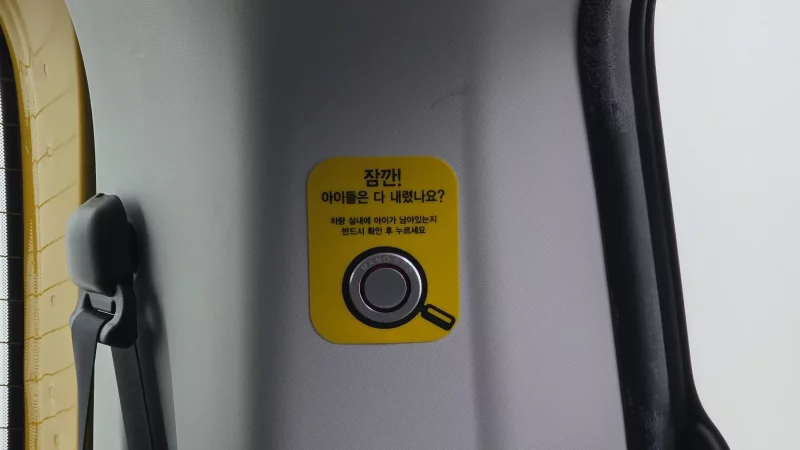 잠깐!
아이들은 다 내렸나요?
차량 실내에 아이가 남아있는지
반드시 확인 후 누르세요